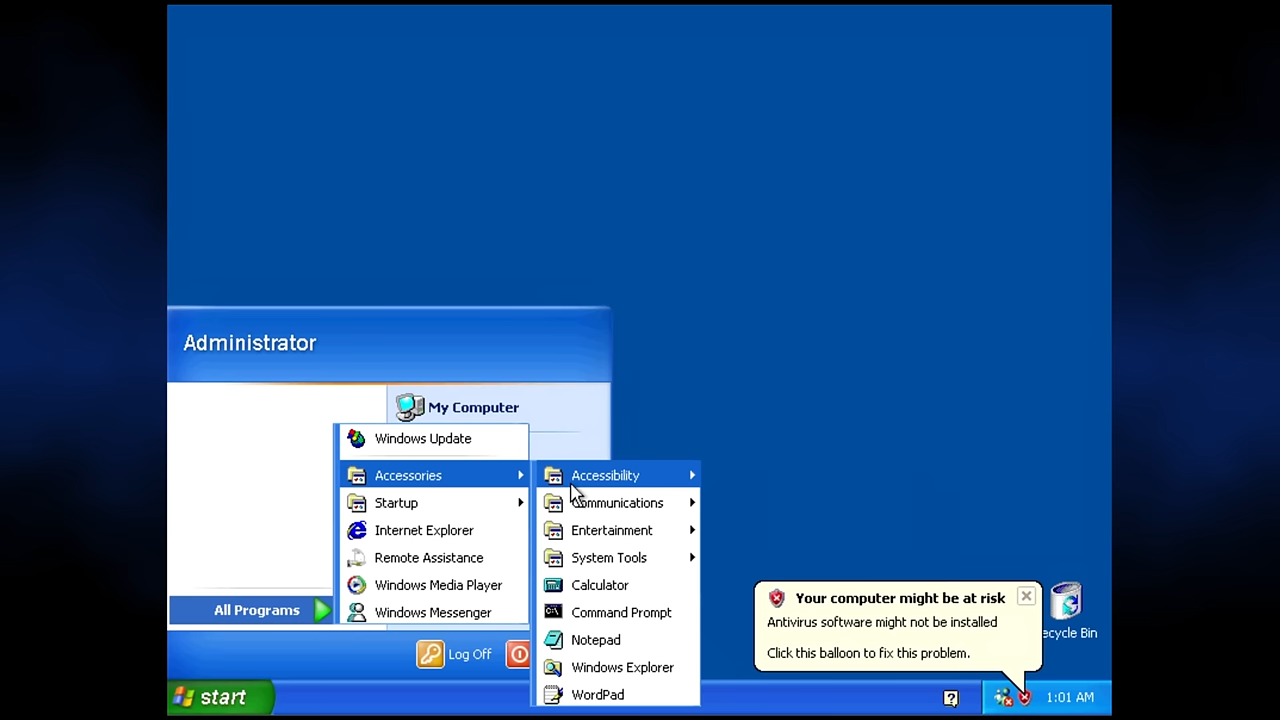 Administrator
My Computer
Windows Update
Accessories
Startup
Internet Explorer
Remote Assistance
Windows Media Player
Windows Messenger
Accessibility
Communications
Entertainment
System Tools
Calculator
Command Prompt
Notepad
Windows Explorer
WordPad
All Programs
Log Off
Your computer might be at risk
Antivirus software might not be installed
Click this balloon to fix this problem.
ecycle Bin
start
1:01 AM